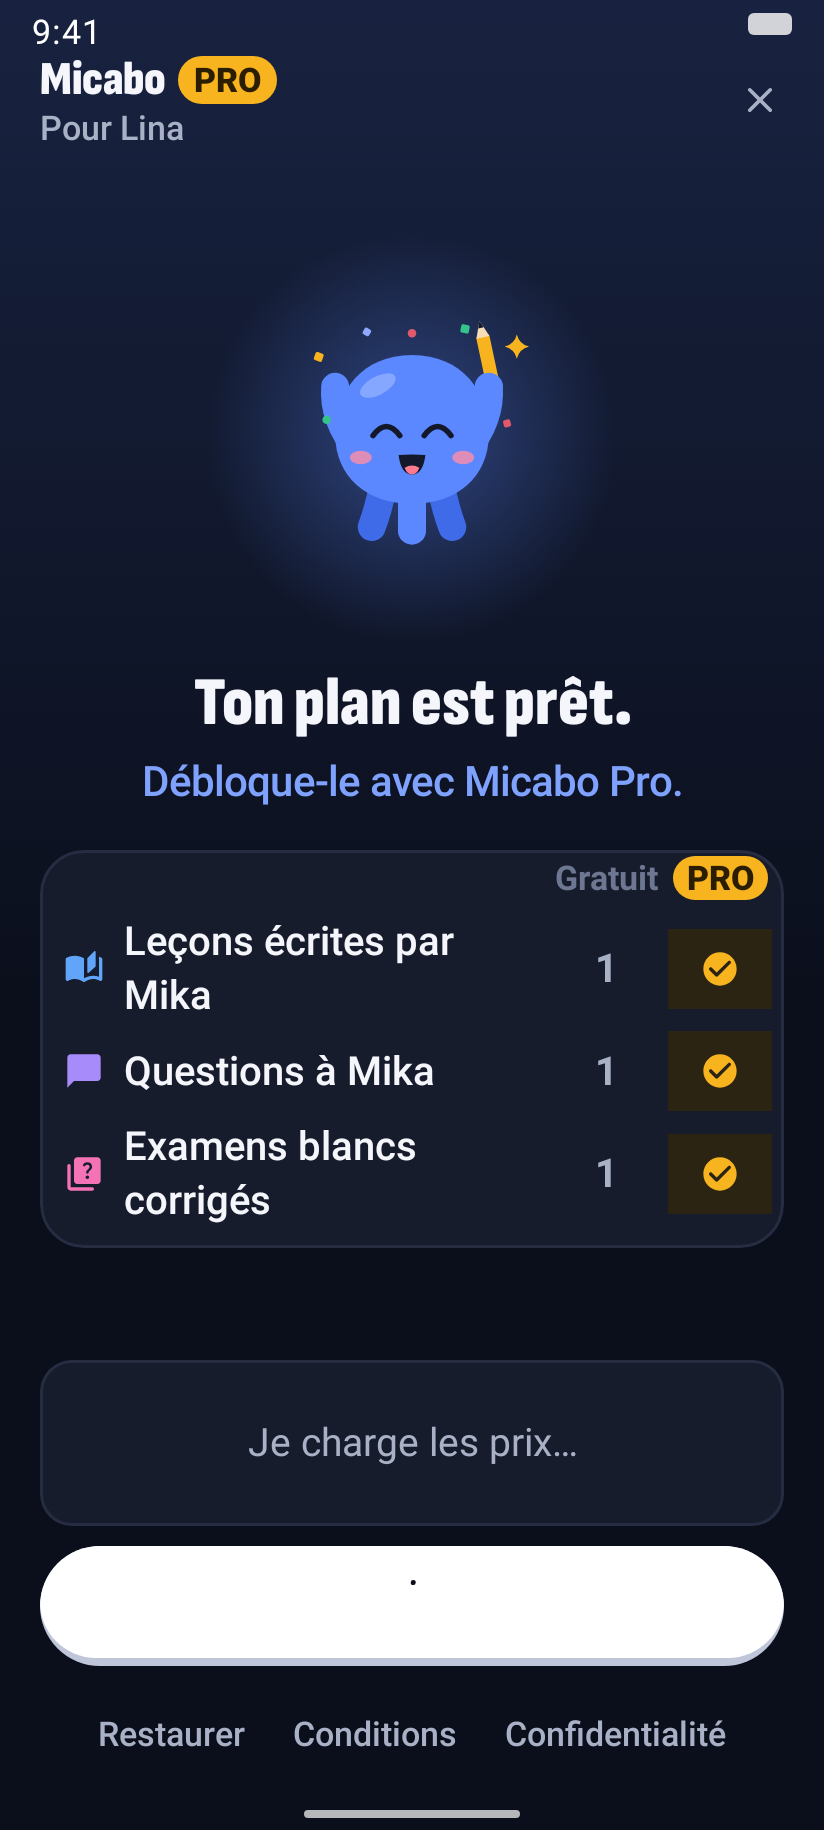 9:41
Micabo PRO
Pour Lina
Ton plan est prêt.
Débloque-le avec Micabo Pro.
Gratuit PRO
Leçons écrites par
Mika
1
Questions à Mika
1
Examens blancs
corrigés
1
Je charge les prix...
Restaurer
Conditions
Confidentialité